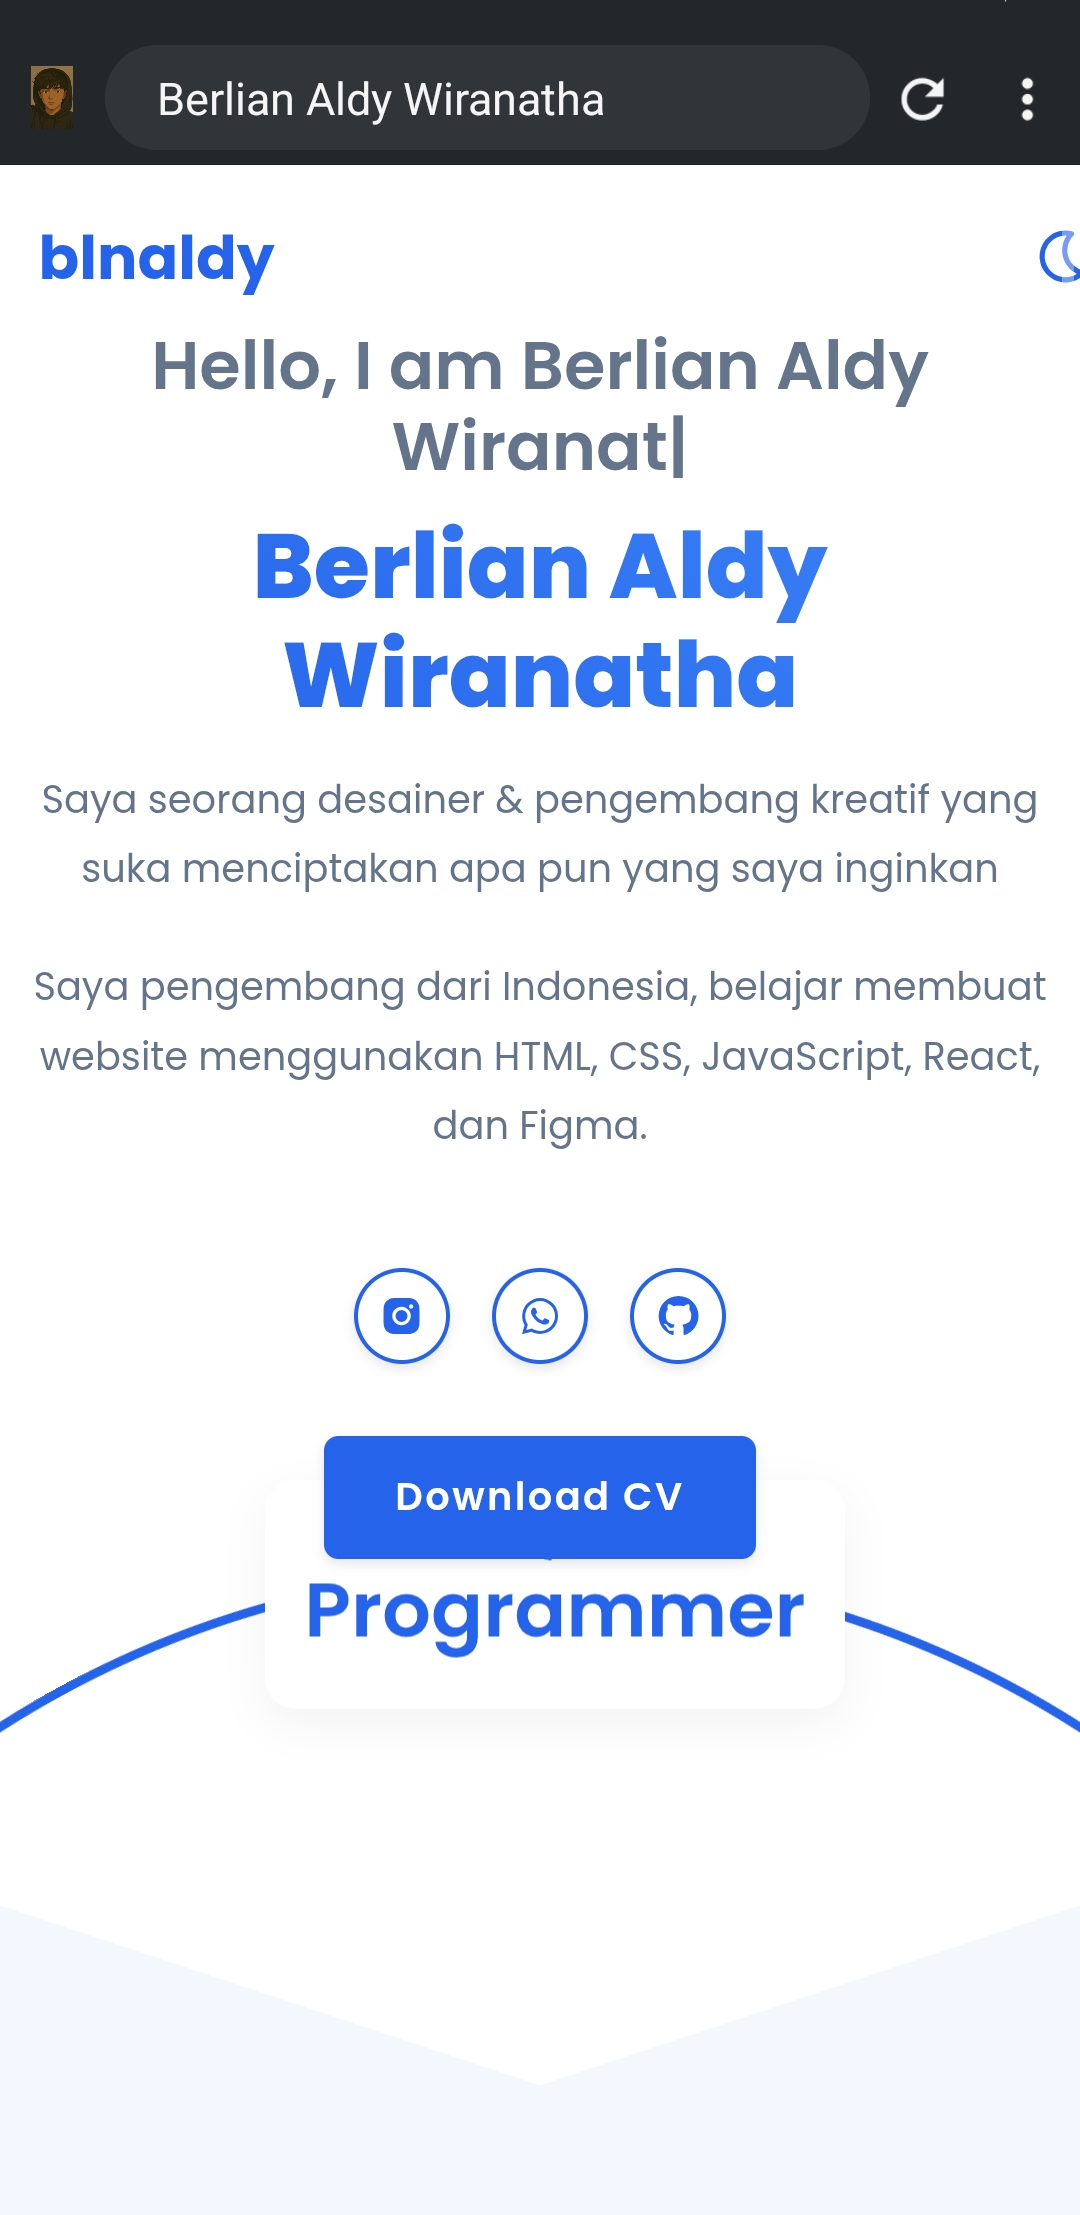 Berlian Aldy Wiranatha
blnaldy
Hello, I am Berlian Aldy
Wiranat|
Berlian Aldy
Wiranatha
Saya seorang desainer & pengembang kreatif yang
suka menciptakan apa pun yang saya inginkan
Saya pengembang dari Indonesia, belajar membuat
website menggunakan HTML, CSS, JavaScript, React,
dan Figma.
Download CV
Programmer